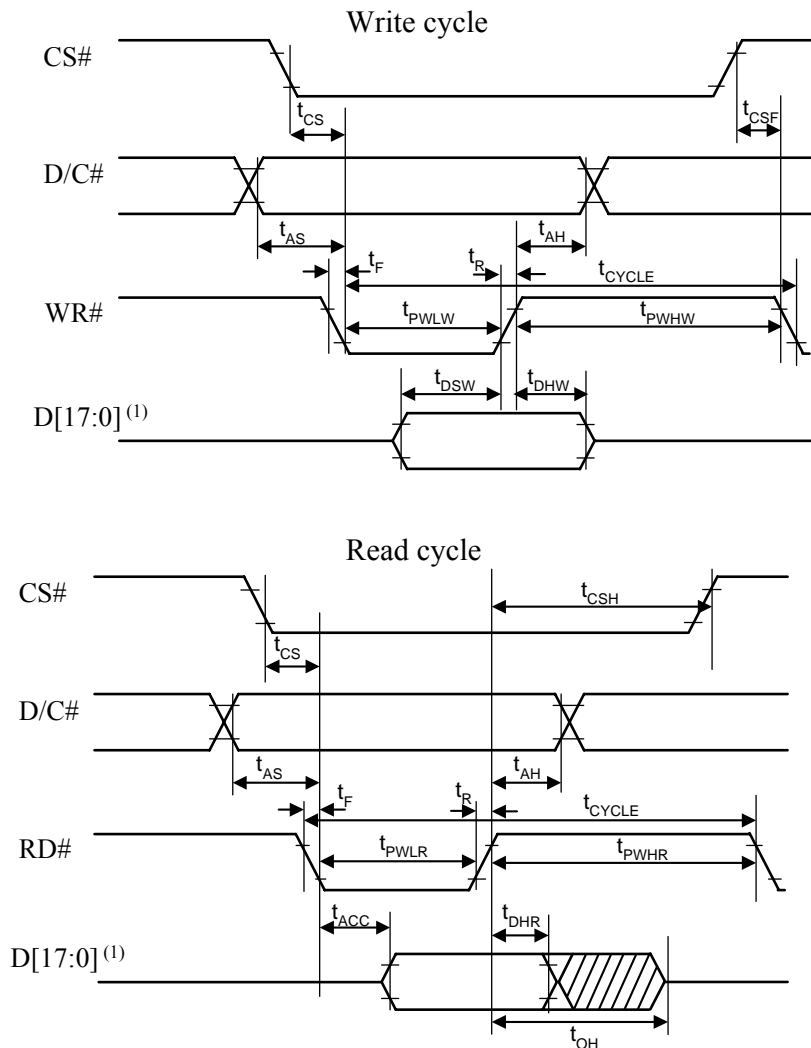 Write cycle
CS#
tCS
tCSF
D/C#
tAS
tAH
tF
tR
tCYCLE
WR#
tPWLW
tPWHW
tDSW
tDHW
D[17:0] (1)
Read cycle
CS#
tCSH
tCS
D/C#
tAS
tAH
tF
tR
tCYCLE
RD#
tPWLR
tPWHR
tACC
tDHR
D[17:0] (1)
tOH